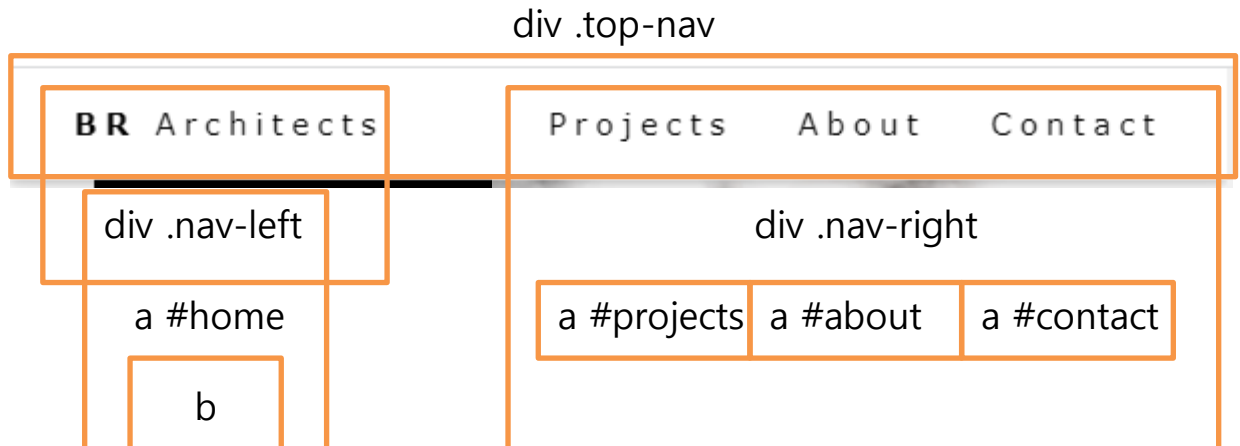 div .top-nav
BR Architects Projects About Contact
div .nav-left div .nav-right
a #home a #projects a #about a #contact
b